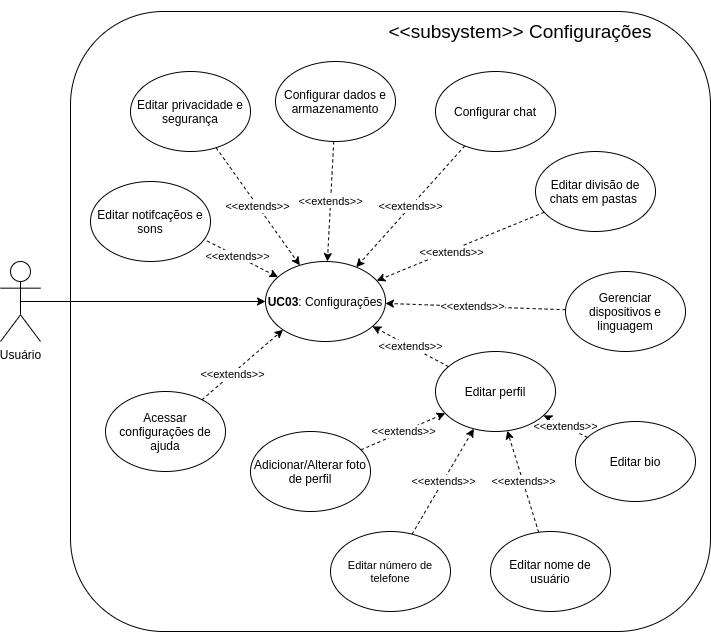 <<subsystem>> Configurações
Editar privacidade e
segurança
Configurar dados e
armazenamento
Configurar chat
Editar divisão de
chats em pastas
Editar notifcações e
sons
<<extends>>
<<extends>>
<<extends>>
<<extends>>
<<extends>>
UC03: Configurações
Gerenciar
dispositivos e
linguagem
<<extends>>
Usuário
<<extends>>
<<extends>>
Editar perfil
Acessar
configurações de
ajuda
<<extends>>
<<extends>>
Adicionar/Alterar foto
de perfil
Editar bio
<<extends>>
<<extends>>
Editar número de
telefone
Editar nome de
usuário